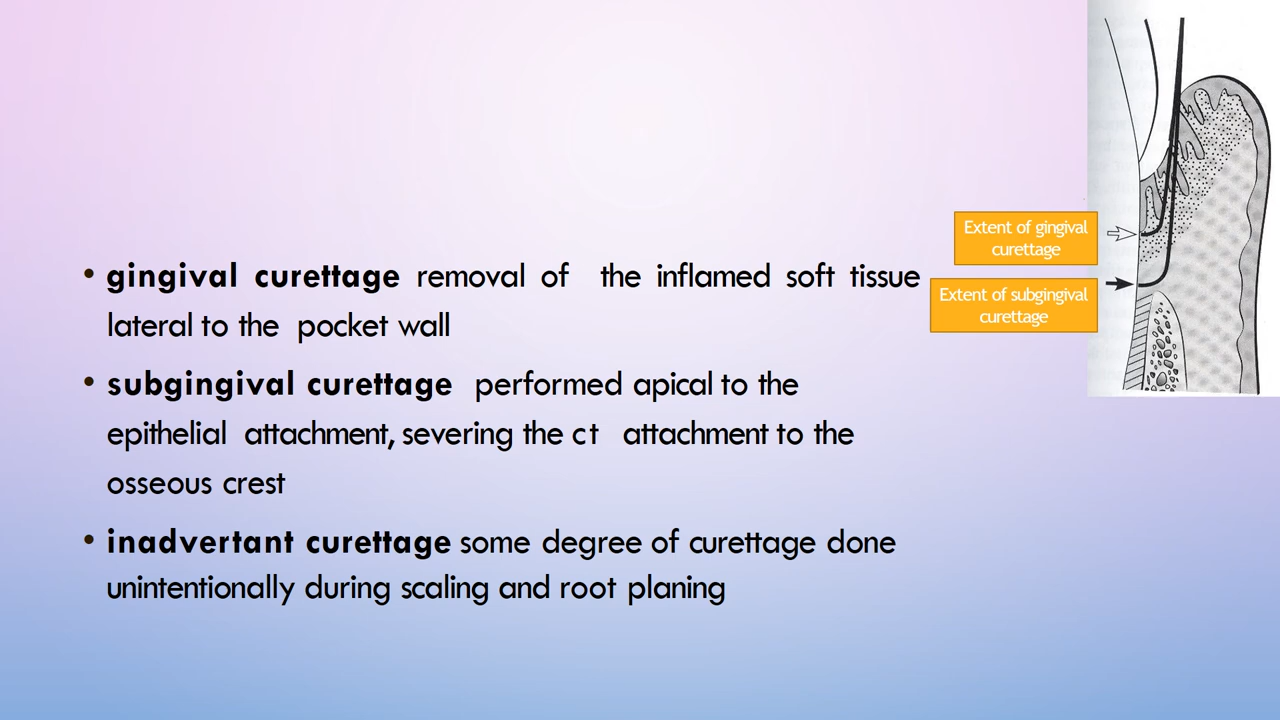 • gingival curettage removal of the inflamed soft tissue
lateral to the pocket wall
• subgingival curettage performed apical to the
epithelial attachment, severing the c t attachment to the
osseous crest
• inadvertant curettage some degree of curettage done
unintentionally during scaling and root planing
Extent of gingival
curettage
Extent of subgingival
curettage